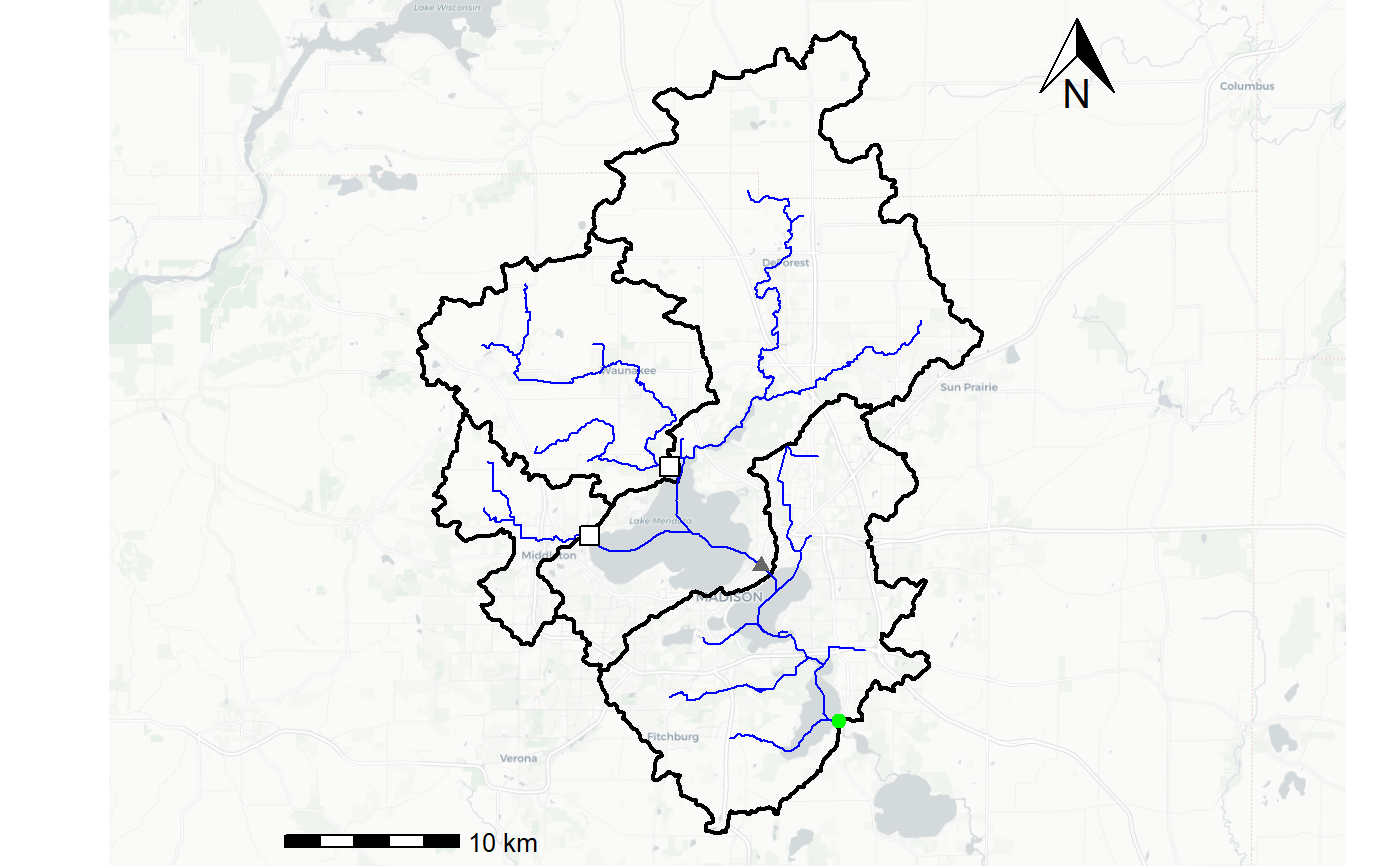 Lake Wisconsin
Columbus
N
DeForest
Waunakee
Sun Prairie
Lake Mendota
Middleton
MADISON
Fitchburg
Verona
10 km